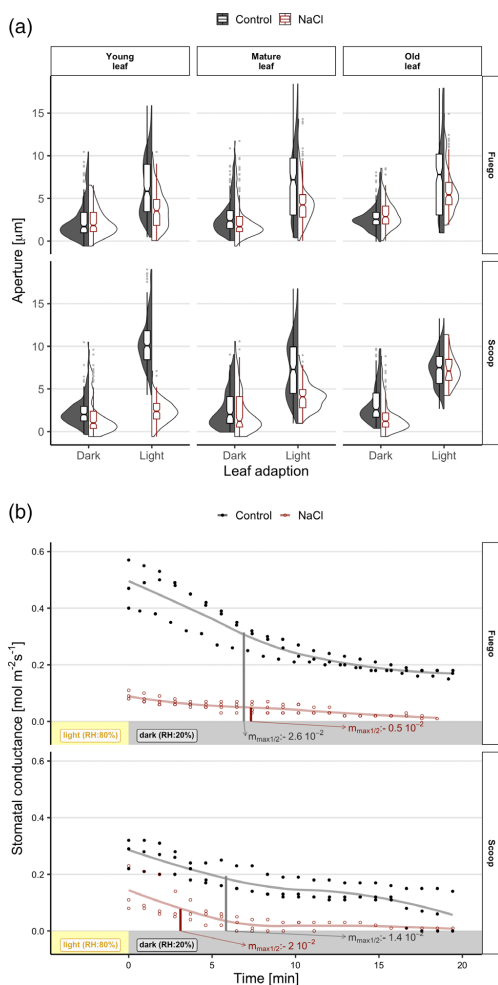 (a)
Control NaCl
Young leaf
Mature leaf
Old leaf
Aperture [µm]
15
10
5
0
Fuego
15
10
5
0
Scoop
Dark Light Dark Light Dark Light
Leaf adaption
(b)
Control NaCl
Stomatal conductance [mol m⁻²s⁻¹]
0.6
0.4
0.2
0.0
Fuego
light (RH:80%) dark (RH:20%)
m max1/2:- 0.5 10⁻²
m max1/2:- 2.6 10⁻²
0.6
0.4
0.2
0.0
Scoop
light (RH:80%) dark (RH:20%)
m max1/2:- 1.4 10⁻²
m max1/2:- 2 10⁻²
0 5 10 15 20
Time [min]